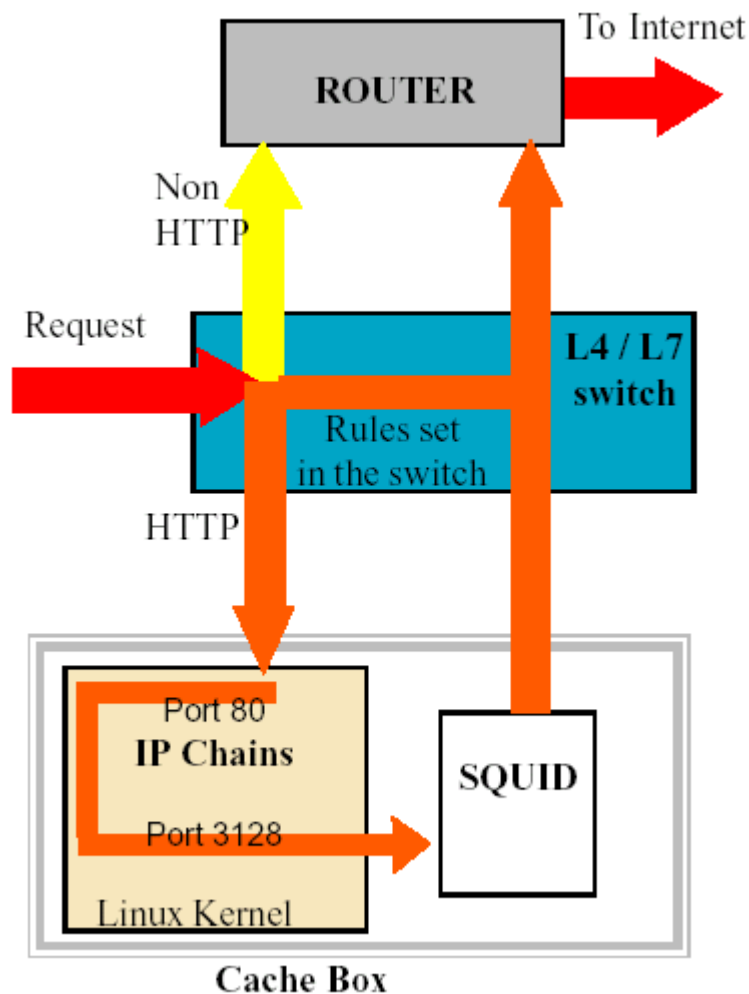 To Internet
ROUTER
Non
HTTP
Request
L4 / L7
switch
Rules set
in the switch
HTTP
Port 80
IP Chains
SQUID
Port 3128
Linux Kernel
Cache Box